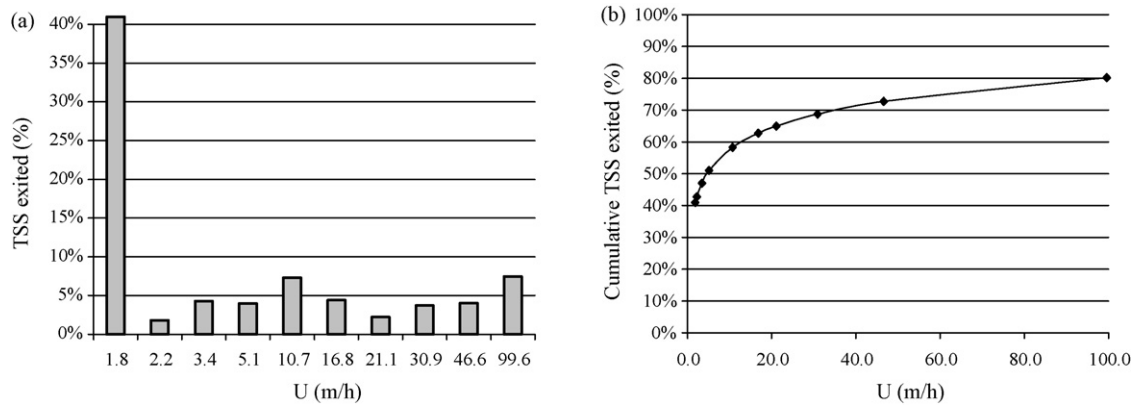 (a)
TSS exited (%)
40%
35%
30%
25%
20%
15%
10%
5%
0%
1.8 2.2 3.4 5.1 10.7 16.8 21.1 30.9 46.6 99.6
U (m/h)
(b)
Cumulative TSS exited (%)
100%
90%
80%
70%
60%
50%
40%
30%
20%
10%
0%
0.0 20.0 40.0 60.0 80.0 100.0
U (m/h)